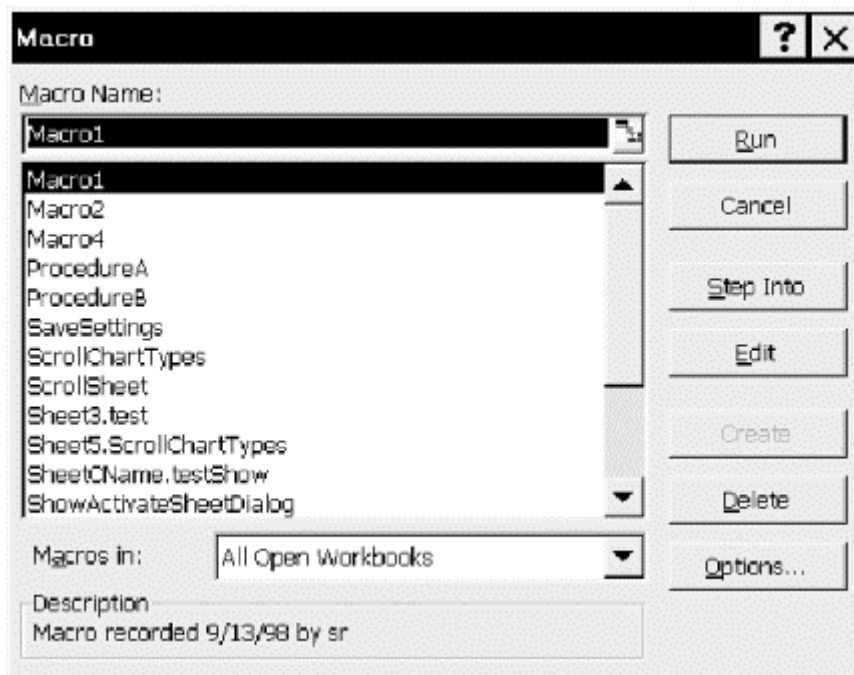 Macro
Macro Name:
Macro1
Macro1
Macro2
Macro4
ProcedureA
ProcedureB
SaveSettings
ScrollChartTypes
ScrollSheet
Sheet3.test
Sheet5.ScrollChartTypes
SheetCName.testShow
ShowActivateSheetDialog
Macros in:
All Open Workbooks
Description
Macro recorded 9/13/98 by sr
Run
Cancel
Step Into
Edit
Create
Delete
Options...